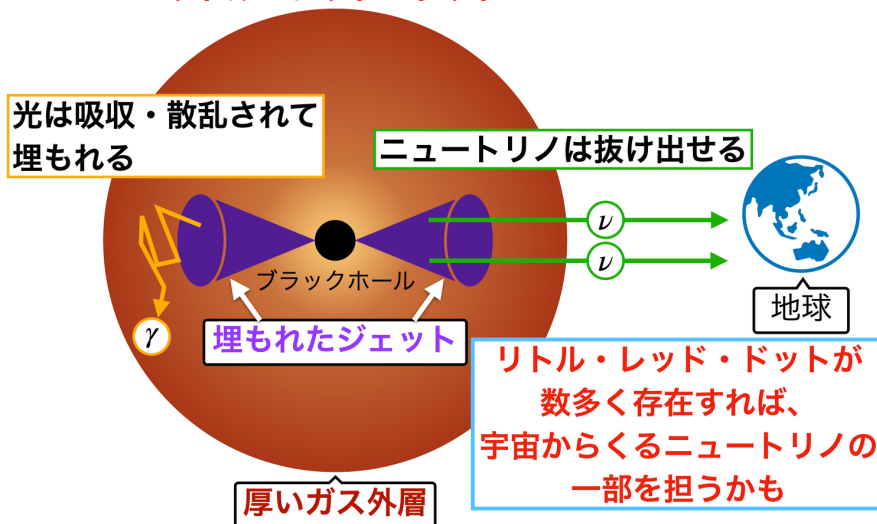 光は吸収・散乱されて
埋もれる
ニュートリノは抜け出せる
ν
ν
ブラックホール
γ
埋もれたジェット
地球
リトル・レッド・ドットが
数多く存在すれば、
宇宙からくるニュートリノの
一部を担うかも
厚いガス外層